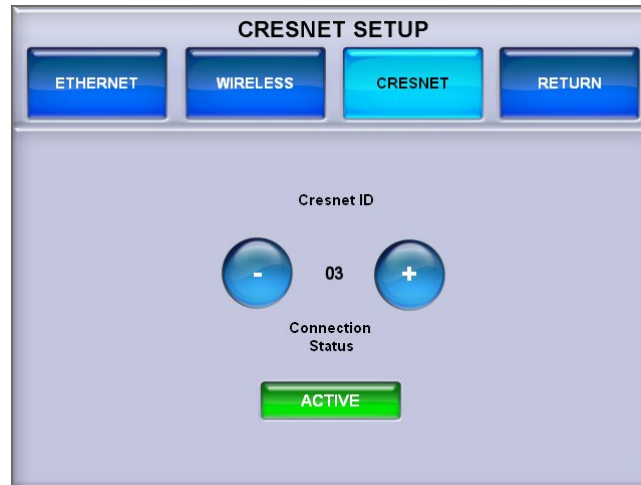 CRESNET SETUP
ETHERNET WIRELESS CRESNET RETURN
Cresnet ID
- 03 +
Connection
Status
ACTIVE